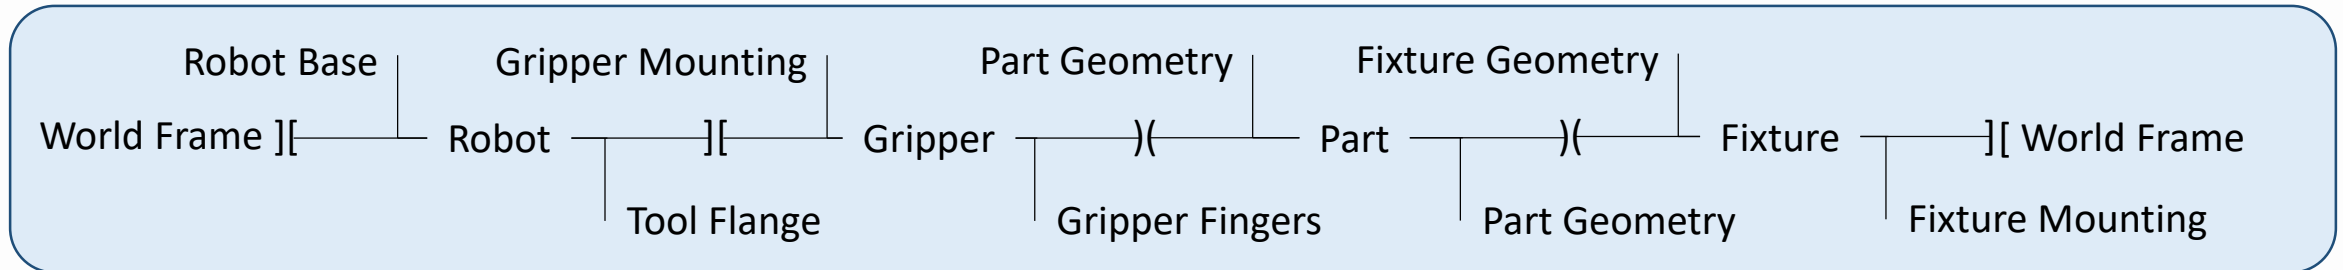 Robot Base Gripper Mounting Part Geometry Fixture Geometry
World Frame ][ Robot ][ Gripper )( Part )( Fixture ][ World Frame
Tool Flange Gripper Fingers Part Geometry Fixture Mounting